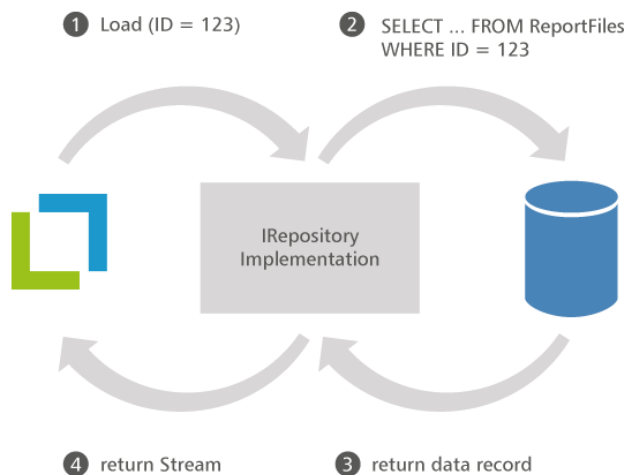 1 Load (ID = 123)
2 SELECT ... FROM ReportFiles
WHERE ID = 123
IRepository
Implementation
4 return Stream
3 return data record